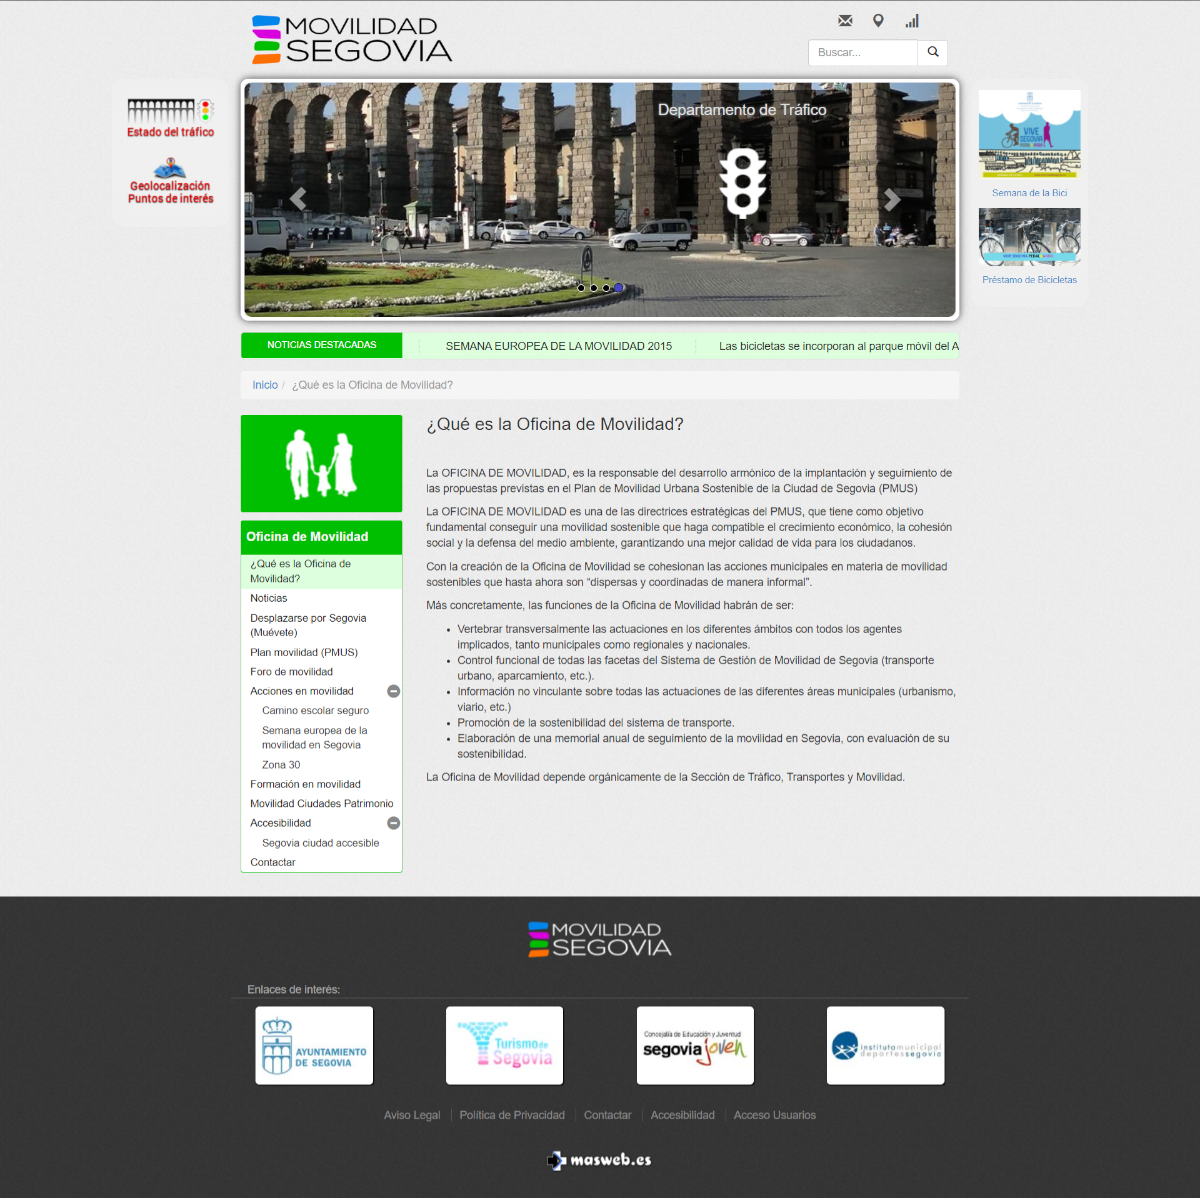 MOVILIDAD
SEGOVIA
Buscar...
Estado del tráfico
Geolocalización
Puntos de interés
Departamento de Tráfico
VIVE
SEGOVIA
Semana de la Bici
Préstamo de Bicicletas
NOTICIAS DESTACADAS
SEMANA EUROPEA DE LA MOVILIDAD 2015
Las bicicletas se incorporan al parque móvil del A
Inicio / ¿Qué es la Oficina de Movilidad?
Oficina de Movilidad
¿Qué es la Oficina de
Movilidad?
Noticias
Desplazarse por Segovia
(Muévete)
Plan movilidad (PMUS)
Foro de movilidad
Acciones en movilidad
Camino escolar seguro
Semana europea de la
movilidad en Segovia
Zona 30
Formación en movilidad
Movilidad Ciudades Patrimonio
Accesibilidad
Segovia ciudad accesible
Contactar
¿Qué es la Oficina de Movilidad?
La OFICINA DE MOVILIDAD, es la responsable del desarrollo armónico de la implantación y seguimiento de
las propuestas previstas en el Plan de Movilidad Urbana Sostenible de la Ciudad de Segovia (PMUS)
La OFICINA DE MOVILIDAD es una de las directrices estratégicas del PMUS, que tiene como objetivo
fundamental conseguir una movilidad sostenible que haga compatible el crecimiento económico, la cohesión
social y la defensa del medio ambiente, garantizando una mejor calidad de vida para los ciudadanos.
Con la creación de la Oficina de Movilidad se cohesionan las acciones municipales en materia de movilidad
sostenibles que hasta ahora son “dispersas y coordinadas de manera informal”.
Más concretamente, las funciones de la Oficina de Movilidad habrán de ser:
• Vertebrar transversalmente las actuaciones en los diferentes ámbitos con todos los agentes
implicados, tanto municipales como regionales y nacionales.
• Control funcional de todas las facetas del Sistema de Gestión de Movilidad de Segovia (transporte
urbano, aparcamiento, etc.).
• Información no vinculante sobre todas las actuaciones de las diferentes áreas municipales (urbanismo,
viario, etc.)
• Promoción de la sostenibilidad del sistema de transporte.
• Elaboración de una memorial anual de seguimiento de la movilidad en Segovia, con evaluación de su
sostenibilidad.
La Oficina de Movilidad depende orgánicamente de la Sección de Tráfico, Transportes y Movilidad.
MOVILIDAD
SEGOVIA
Enlaces de interés:
AYUNTAMIENTO
DE SEGOVIA
Turismo de
Segovia
Concejalía de Educación y Juventud
segovia joven
instituto municipal
deportes segovia
Aviso Legal | Política de Privacidad | Contactar | Accesibilidad | Acceso Usuarios
masweb.es